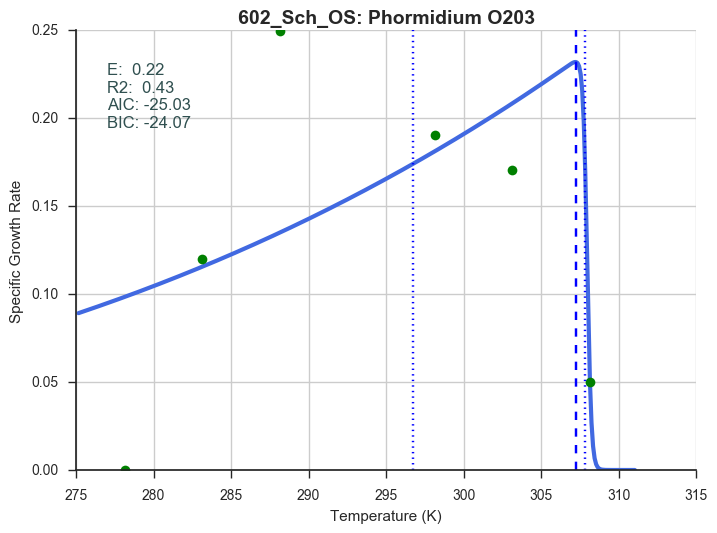 602_Sch_OS: Phormidium O203
E:  0.22
R2:  0.43
AIC: -25.03
BIC: -24.07
Specific Growth Rate
0.25
0.20
0.15
0.10
0.05
0.00
275 280 285 290 295 300 305 310 315
Temperature (K)